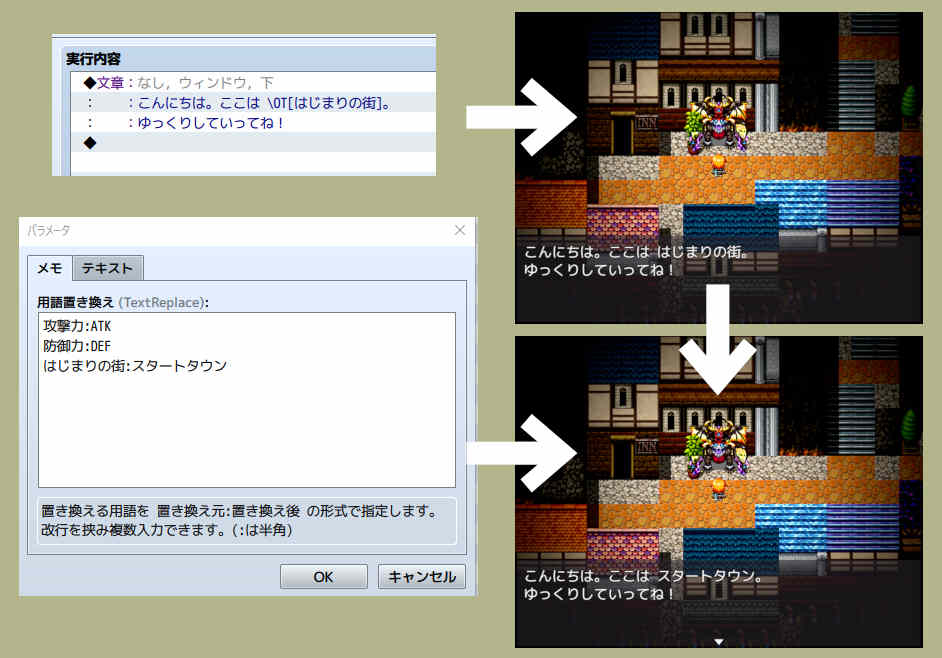 実行内容
◆文章：なし, ウィンドウ, 下
：　　：こんにちは。ここは \OT[はじまりの街]。
：　　：ゆっくりしていってね！
◆
パラメータ
メモ テキスト
用語置き換え (TextReplace):
攻撃力:ATK
防御力:DEF
はじまりの街:スタートタウン
置き換える用語を 置き換え元:置き換え後 の形式で指定します。
改行を挟み複数入力できます。(:は半角)
OK キャンセル
INN
こんにちは。ここは はじまりの街。
ゆっくりしていってね！
INN
こんにちは。ここは スタートタウン。
ゆっくりしていってね！